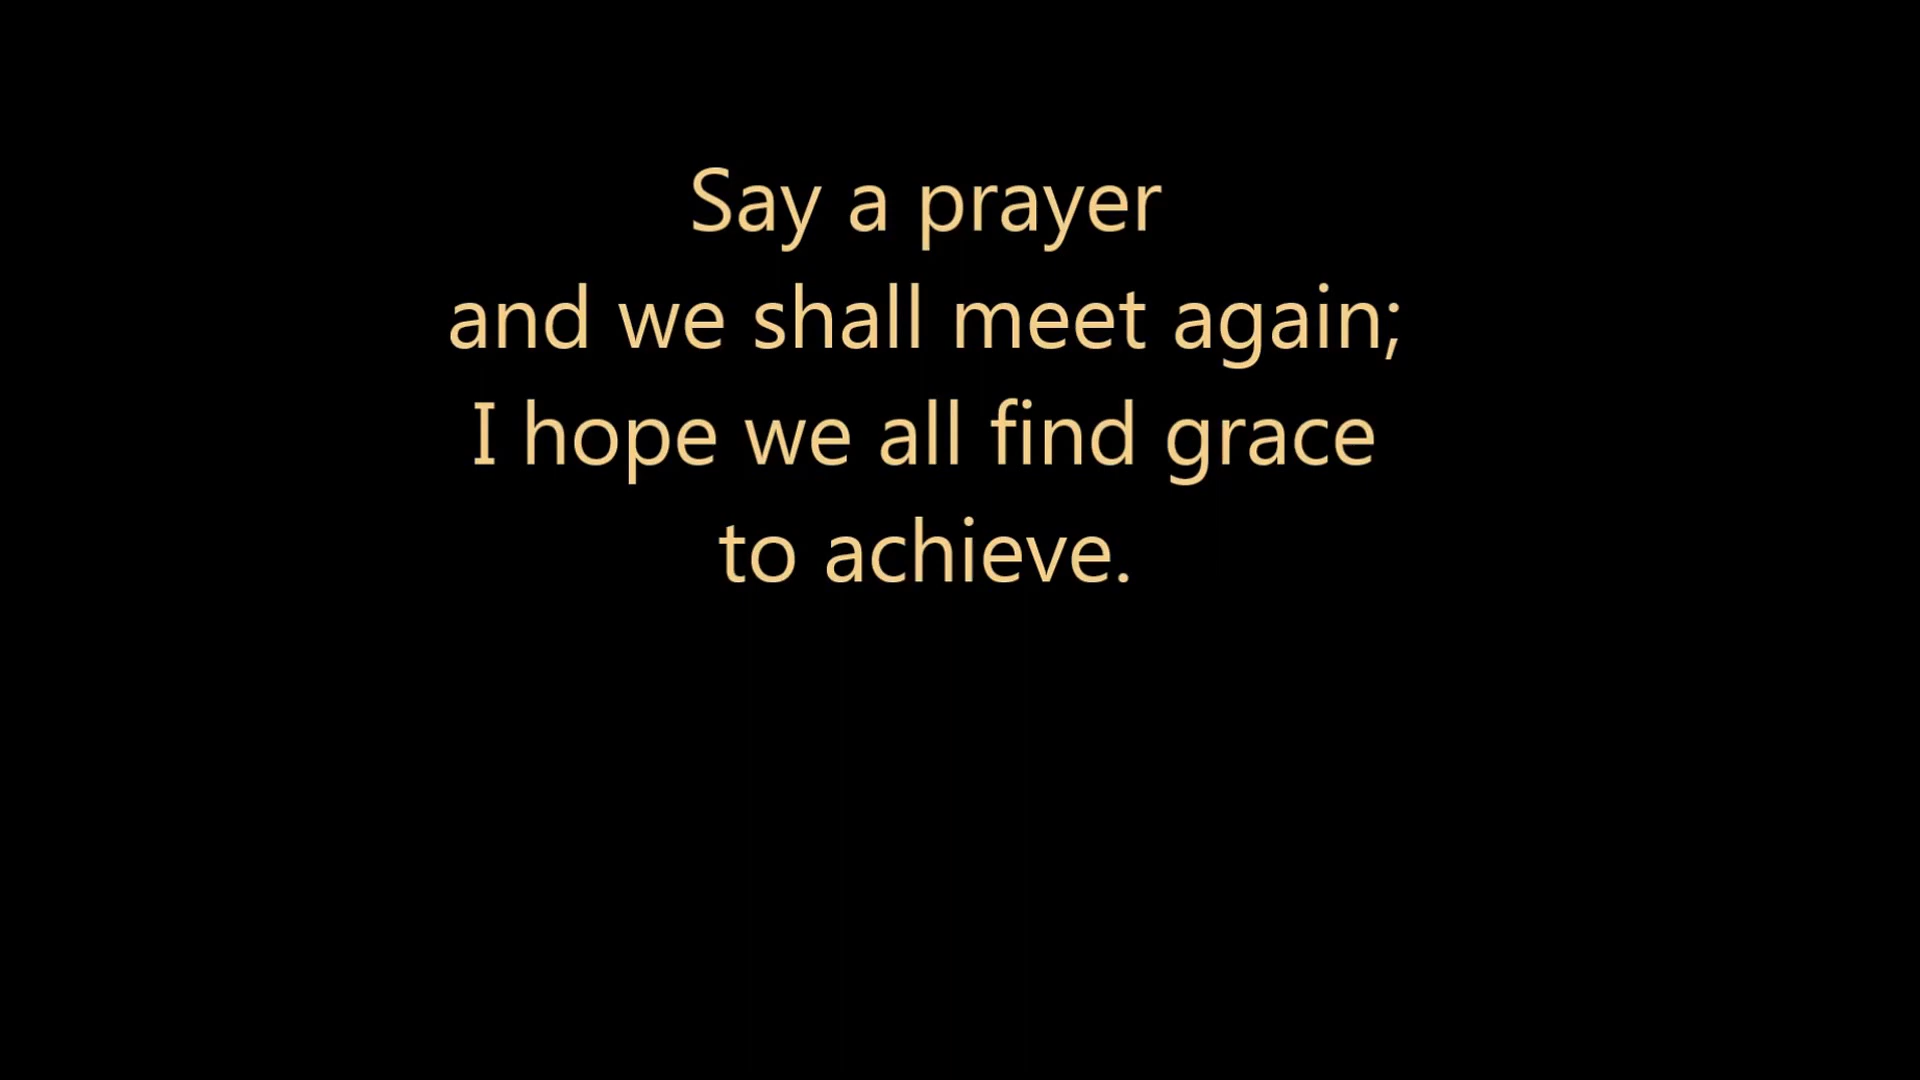 Say a prayer
and we shall meet again;
I hope we all find grace
to achieve.